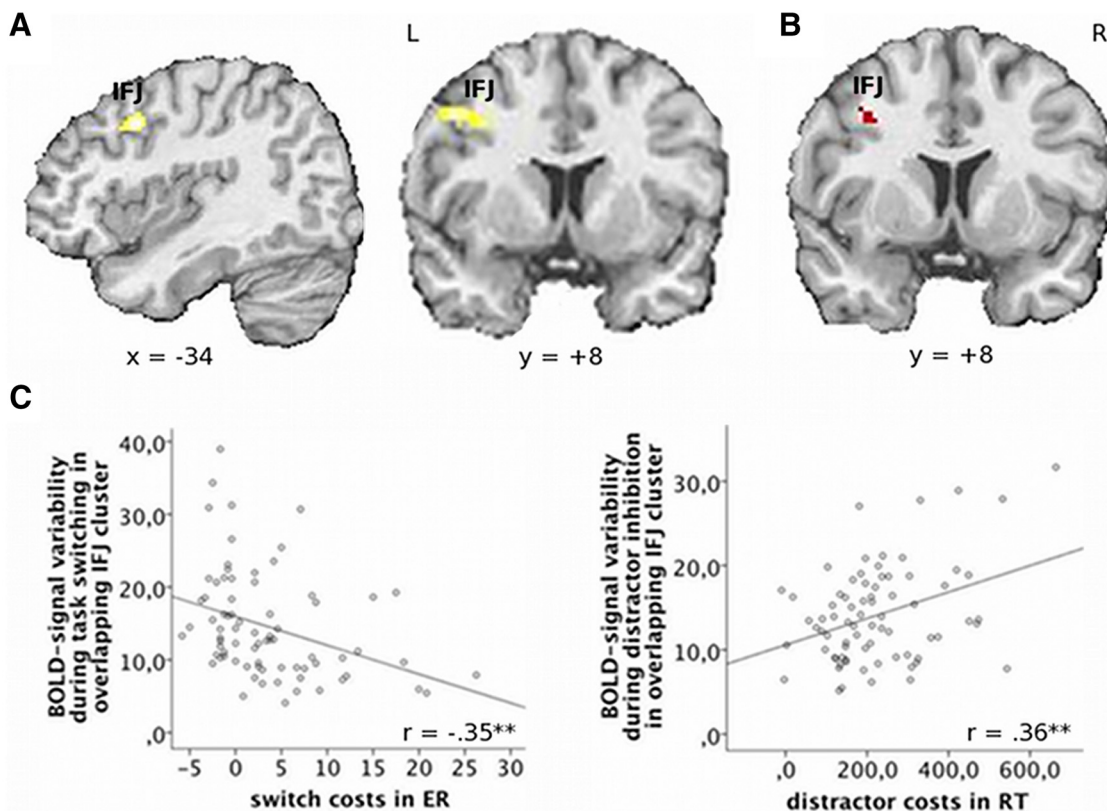 A
B
L
R
IFJ
IFJ
IFJ
x = -34
y = +8
y = +8
C
BOLD-signal variability
during task switching in
overlapping IFJ cluster
40,0
30,0
20,0
10,0
,0
r = -.35**
-5 0 5 10 15 20 25 30
switch costs in ER
BOLD-signal variability
during distractor inhibition
in overlapping IFJ cluster
30,0
20,0
10,0
,0
r = .36**
,0 200,0 400,0 600,0
distractor costs in RT